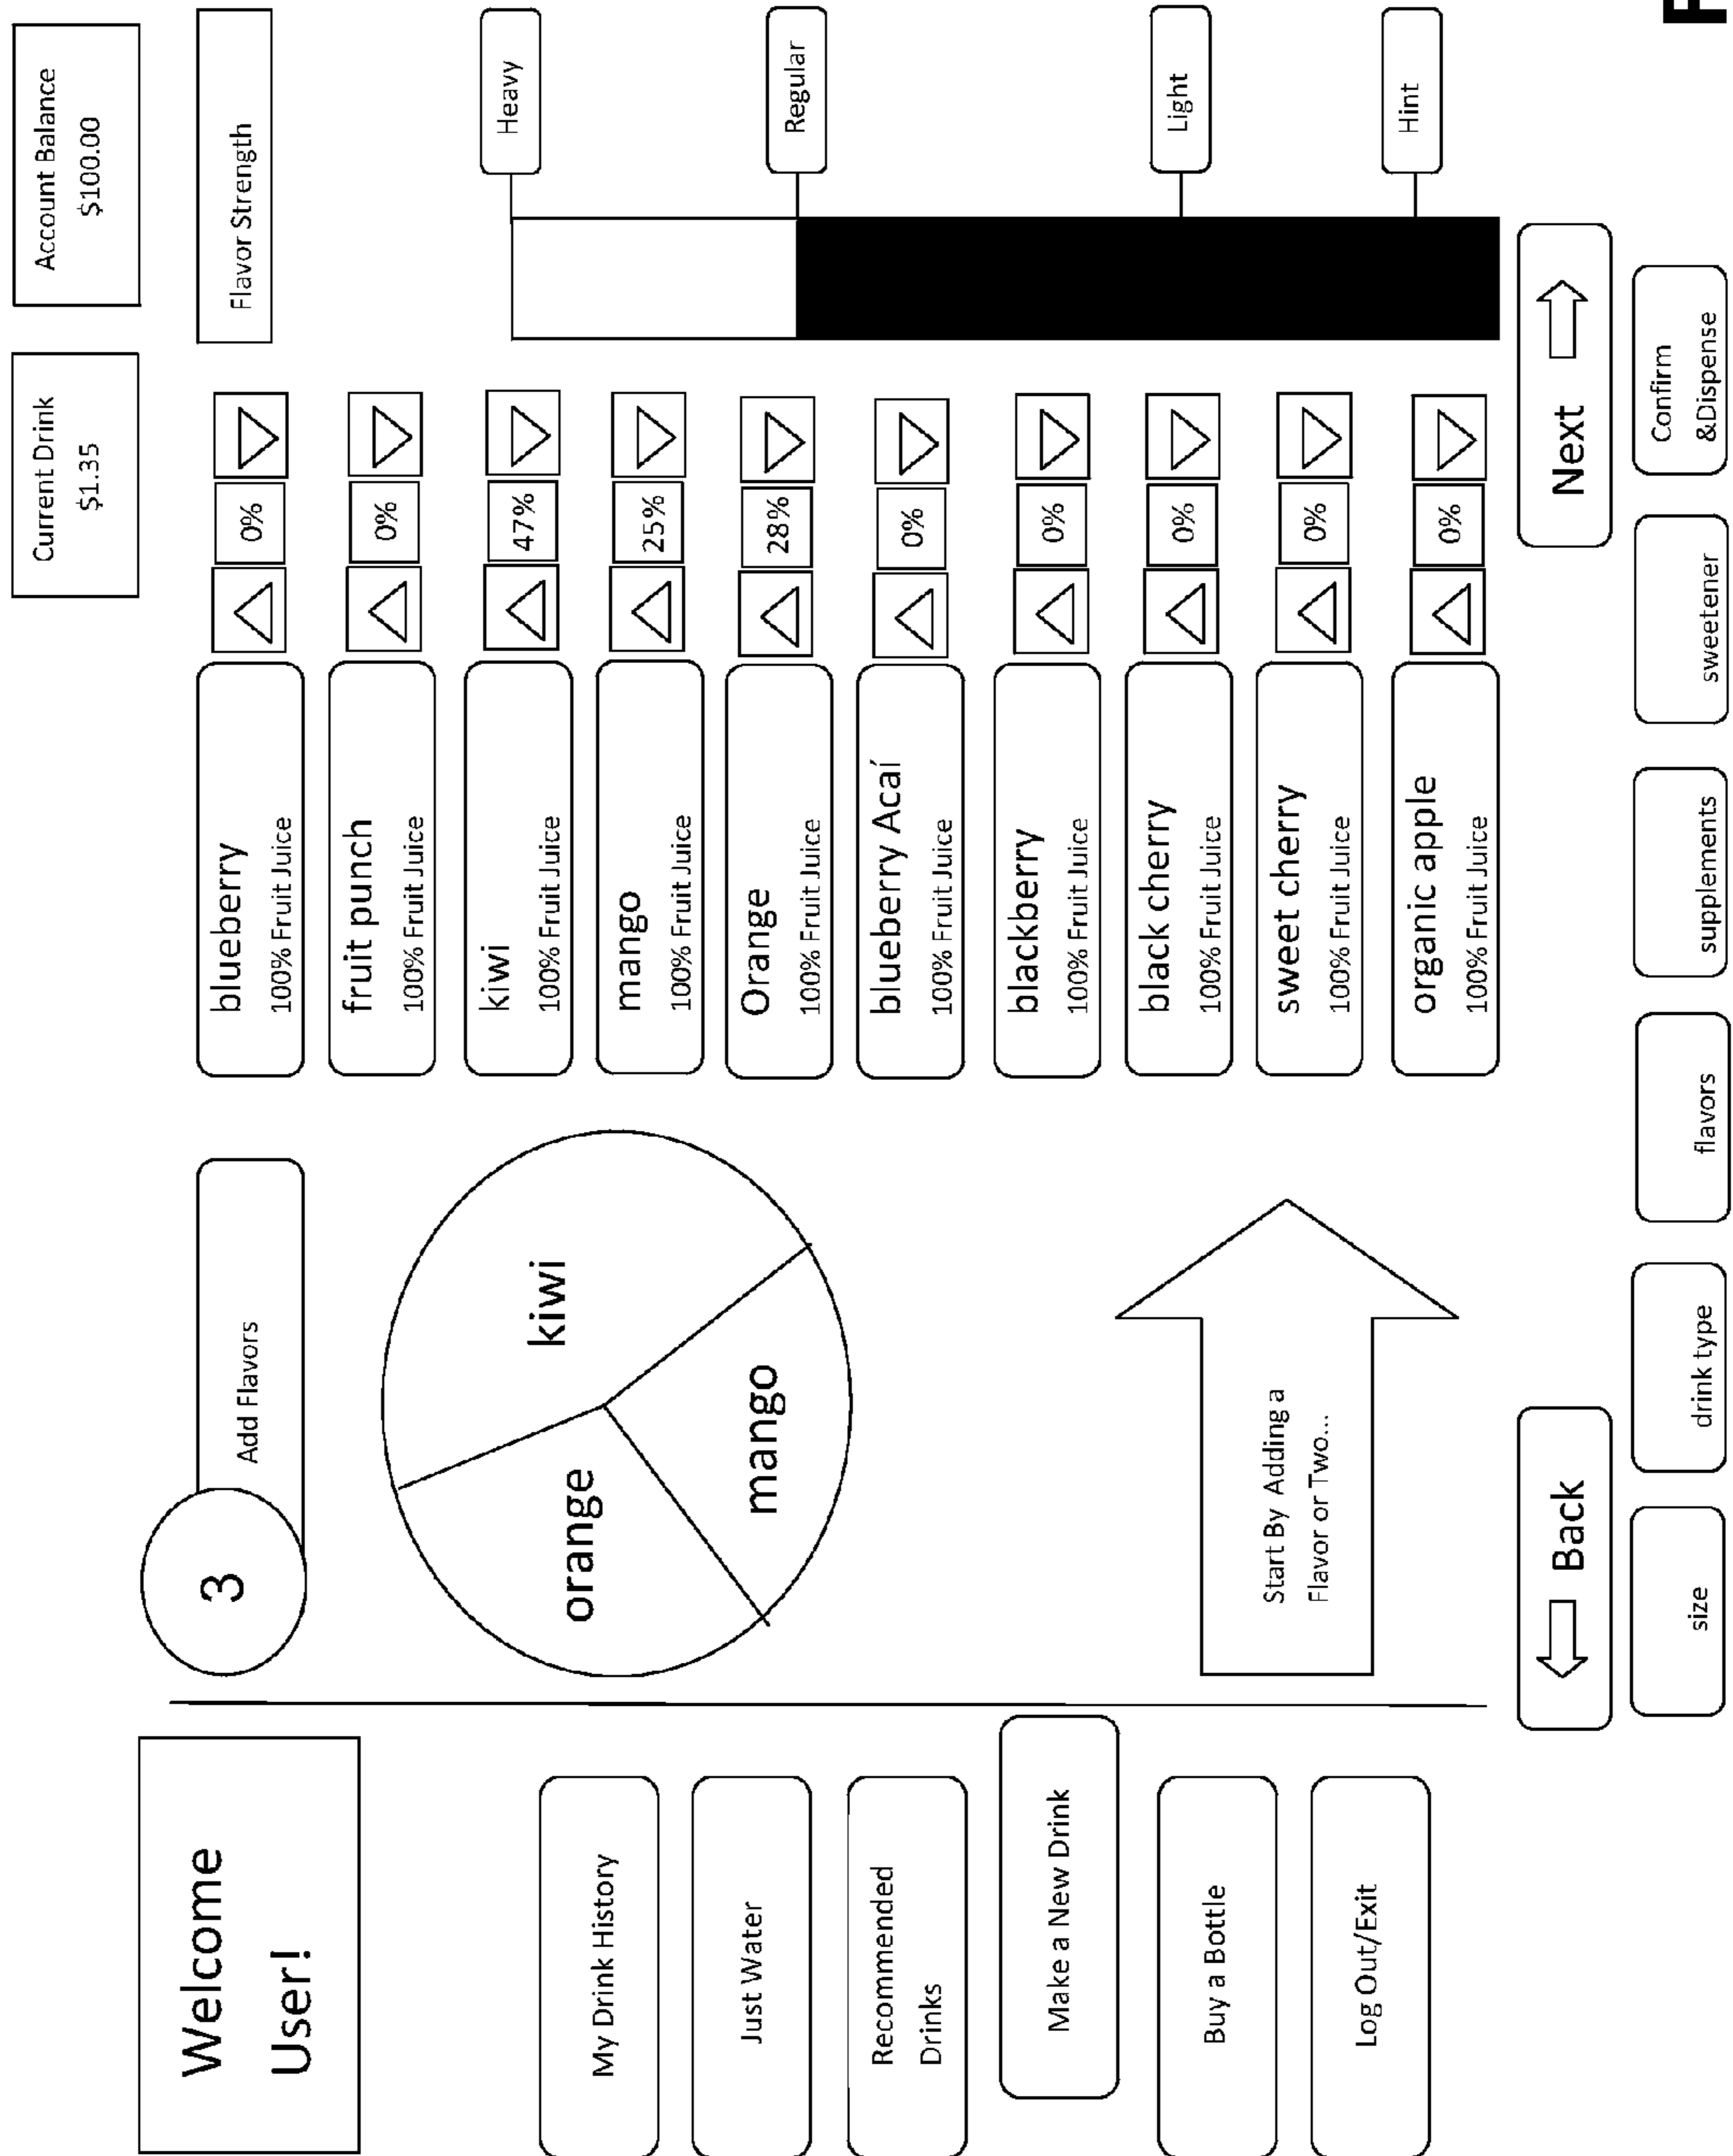 Current Drink
$1.35
Account Balance
$100.00
Welcome
User!
My Drink History
Just Water
Recommended
Drinks
Make a New Drink
Buy a Bottle
Log Out/Exit
3
Add Flavors
orange
kiwi
mango
Start By Adding a
Flavor or Two...
blueberry
100% Fruit Juice
0%
fruit punch
100% Fruit Juice
0%
kiwi
100% Fruit Juice
47%
mango
100% Fruit Juice
25%
Orange
100% Fruit Juice
28%
blueberry Acaí
100% Fruit Juice
0%
blackberry
100% Fruit Juice
0%
black cherry
100% Fruit Juice
0%
sweet cherry
100% Fruit Juice
0%
organic apple
100% Fruit Juice
0%
Flavor Strength
Heavy
Regular
Light
Hint
Back
Next
size
drink type
flavors
supplements
sweetener
Confirm
&Dispense